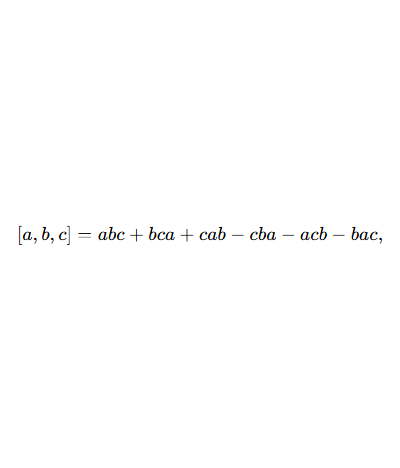 [a, b, c] = abc + bca + cab − cba − acb − bac,